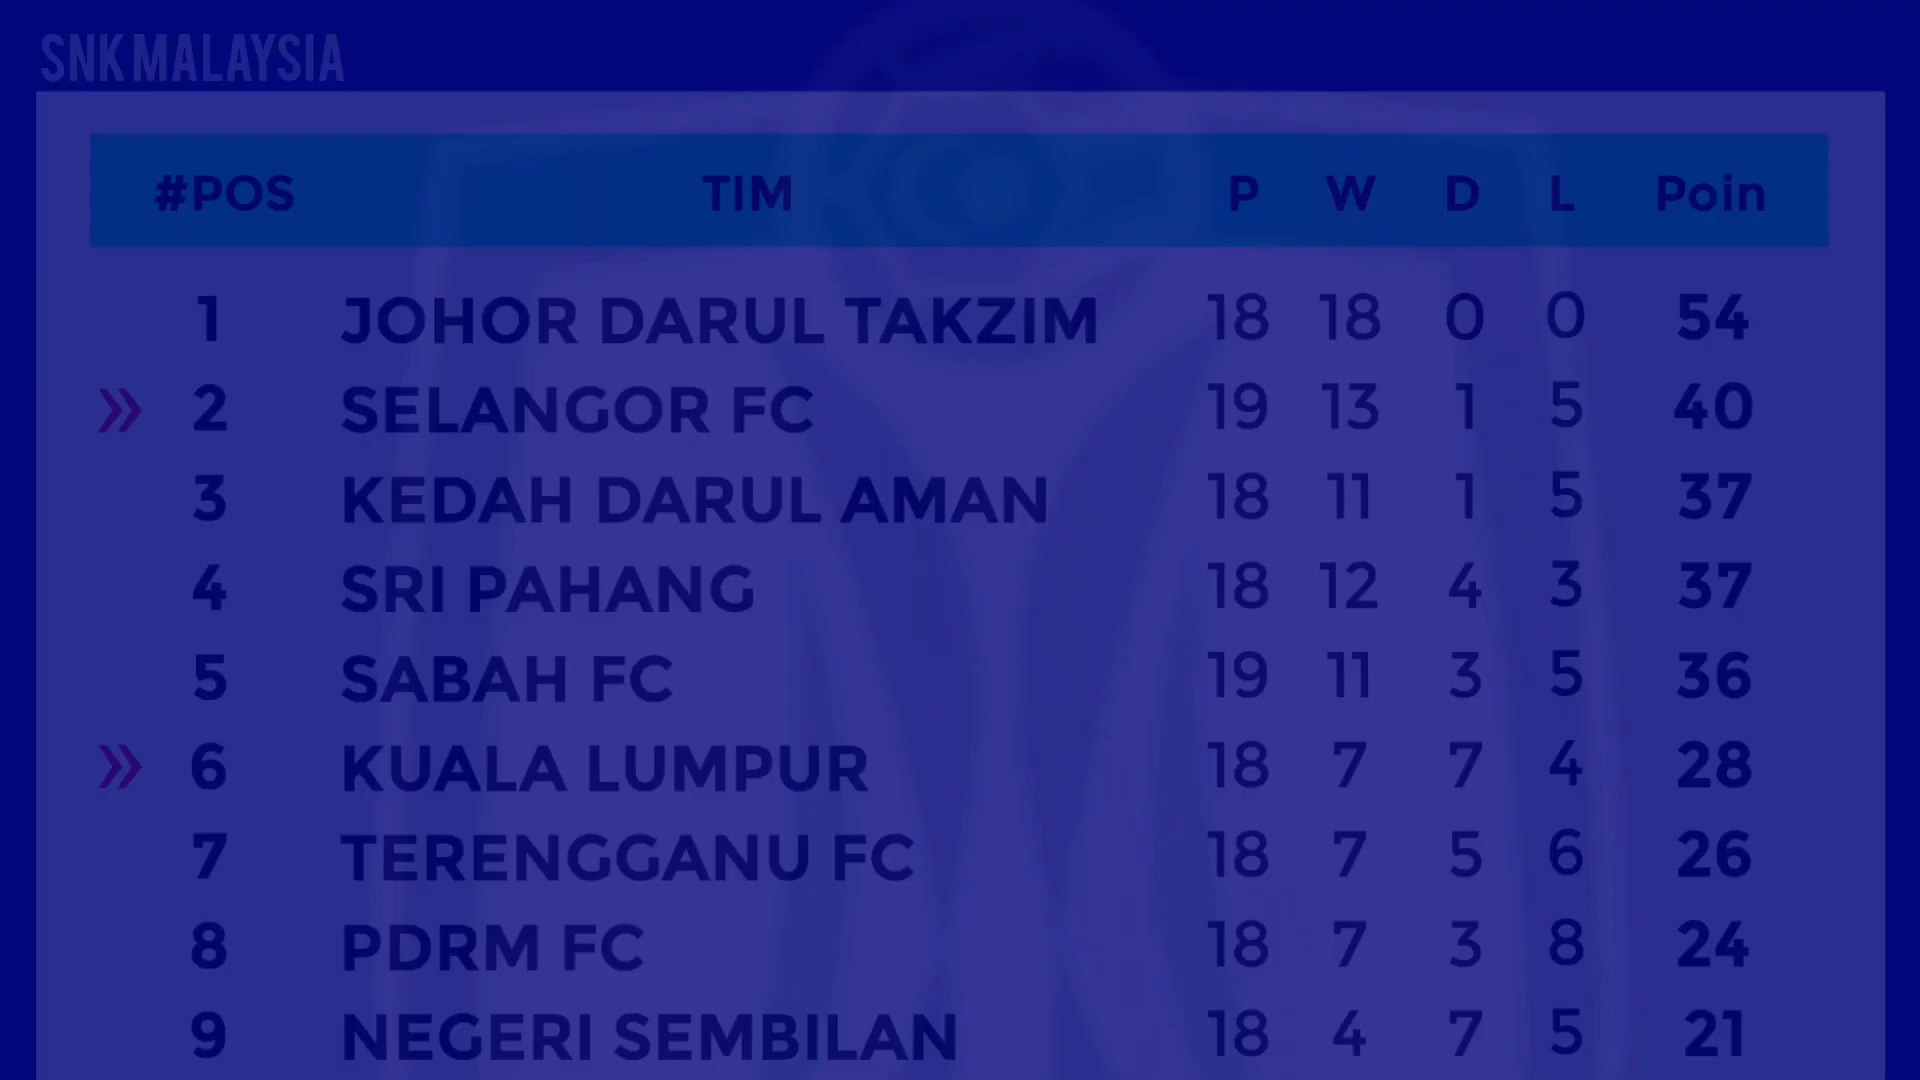 SNK MALAYSIA
#POS TIM P W D L Poin
1 JOHOR DARUL TAKZIM 18 18 0 0 54
» 2 SELANGOR FC 19 13 1 5 40
3 KEDAH DARUL AMAN 18 11 1 5 37
4 SRI PAHANG 18 12 4 3 37
5 SABAH FC 19 11 3 5 36
» 6 KUALA LUMPUR 18 7 7 4 28
7 TERENGGANU FC 18 7 5 6 26
8 PDRM FC 18 7 3 8 24
9 NEGERI SEMBILAN 18 4 7 5 21